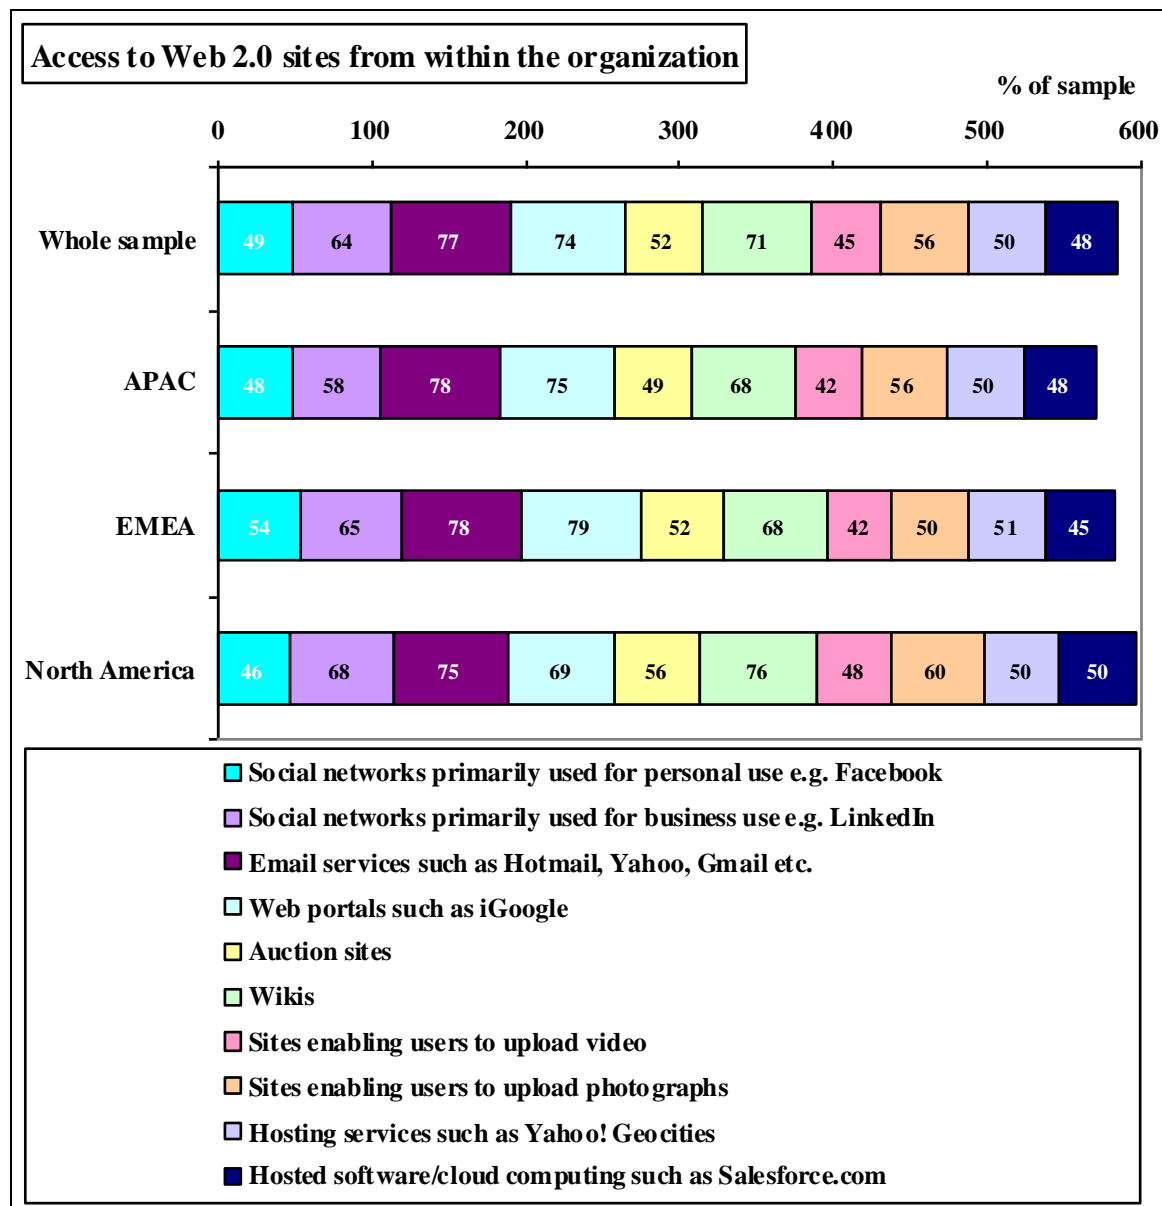 Access to Web 2.0 sites from within the organization
% of sample
0 100 200 300 400 500 600
Whole sample 49 64 77 74 52 71 45 56 50 48
APAC 48 58 78 75 49 68 42 56 50 48
EMEA 54 65 78 79 52 68 42 50 51 45
North America 46 68 75 69 56 76 48 60 50 50
Social networks primarily used for personal use e.g. Facebook
Social networks primarily used for business use e.g. LinkedIn
Email services such as Hotmail, Yahoo, Gmail etc.
Web portals such as iGoogle
Auction sites
Wikis
Sites enabling users to upload video
Sites enabling users to upload photographs
Hosting services such as Yahoo! Geocities
Hosted software/cloud computing such as Salesforce.com